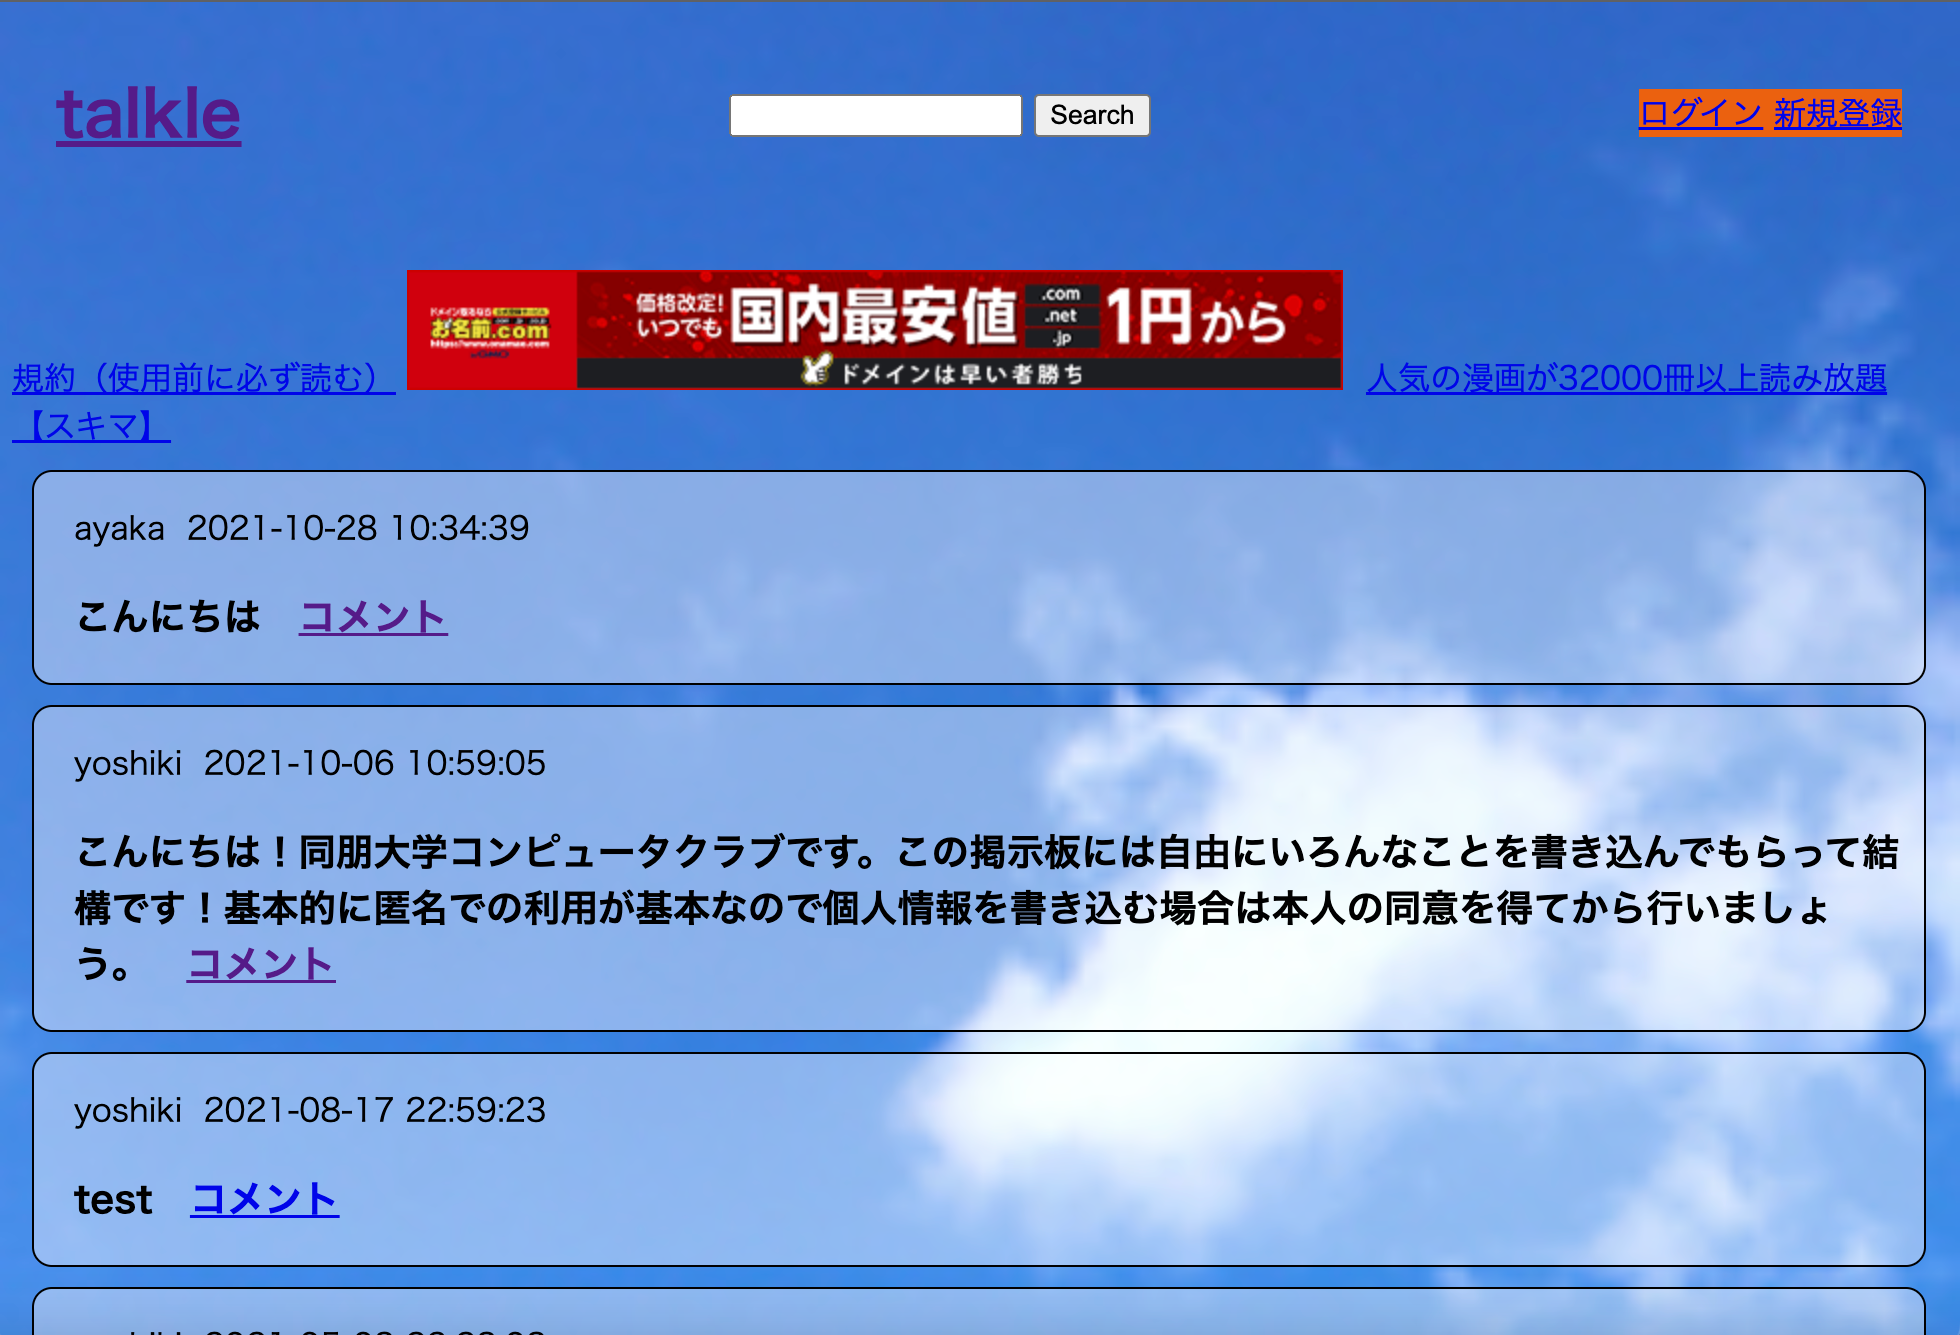 talkle
Search
ログイン 新規登録
価格改定!
いつでも
国内最安値
.com
.net
.jp
1円から
お名前.com
ドメインは早い者勝ち
規約（使用前に必ず読む）
人気の漫画が32000冊以上読み放題
【スキマ】
ayaka 2021-10-28 10:34:39
こんにちは　コメント
yoshiki 2021-10-06 10:59:05
こんにちは！同朋大学コンピュータクラブです。この掲示板には自由にいろんなことを書き込んでもらって結
構です！基本的に匿名での利用が基本なので個人情報を書き込む場合は本人の同意を得てから行いましょ
う。　コメント
yoshiki 2021-08-17 22:59:23
test　コメント